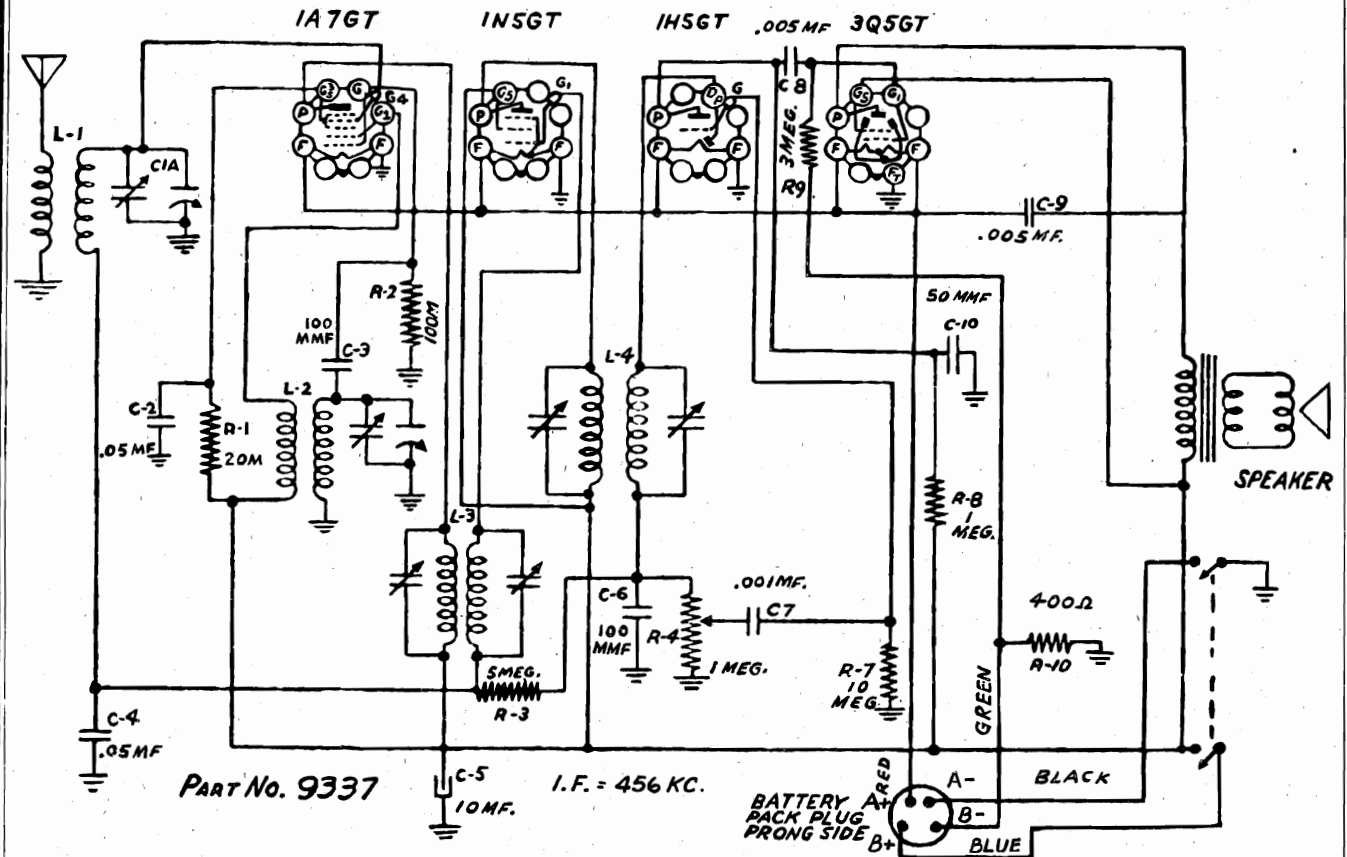 1A7GT
1N5GT
1H5GT
3Q5GT
.005MF
C8
G3
G
G4
G2
P
F
F
G5
G1
P
F
F
DP
G
P
F
F
3 MEG.
R9
G5
G1
P
F
F
FT
L-1
C1A
C-9
.005MF.
R-2
100M
100
MMF
C-3
50 MMF
C-10
L-4
L-2
C-2
.05MF
R-1
20M
SPEAKER
R-8
1
MEG.
L-3
.001MF.
C7
C-6
100
MMF
R-4
1 MEG.
400Ω
R-10
5MEG.
R-3
R-7
10
MEG
GREEN
C-4
.05MF
PART NO. 9337
C-5
10MF.
I.F. = 456 KC.
RED
A-
BLACK
BATTERY A+
PACK PLUG
PRONG SIDE
B-
B+
BLUE